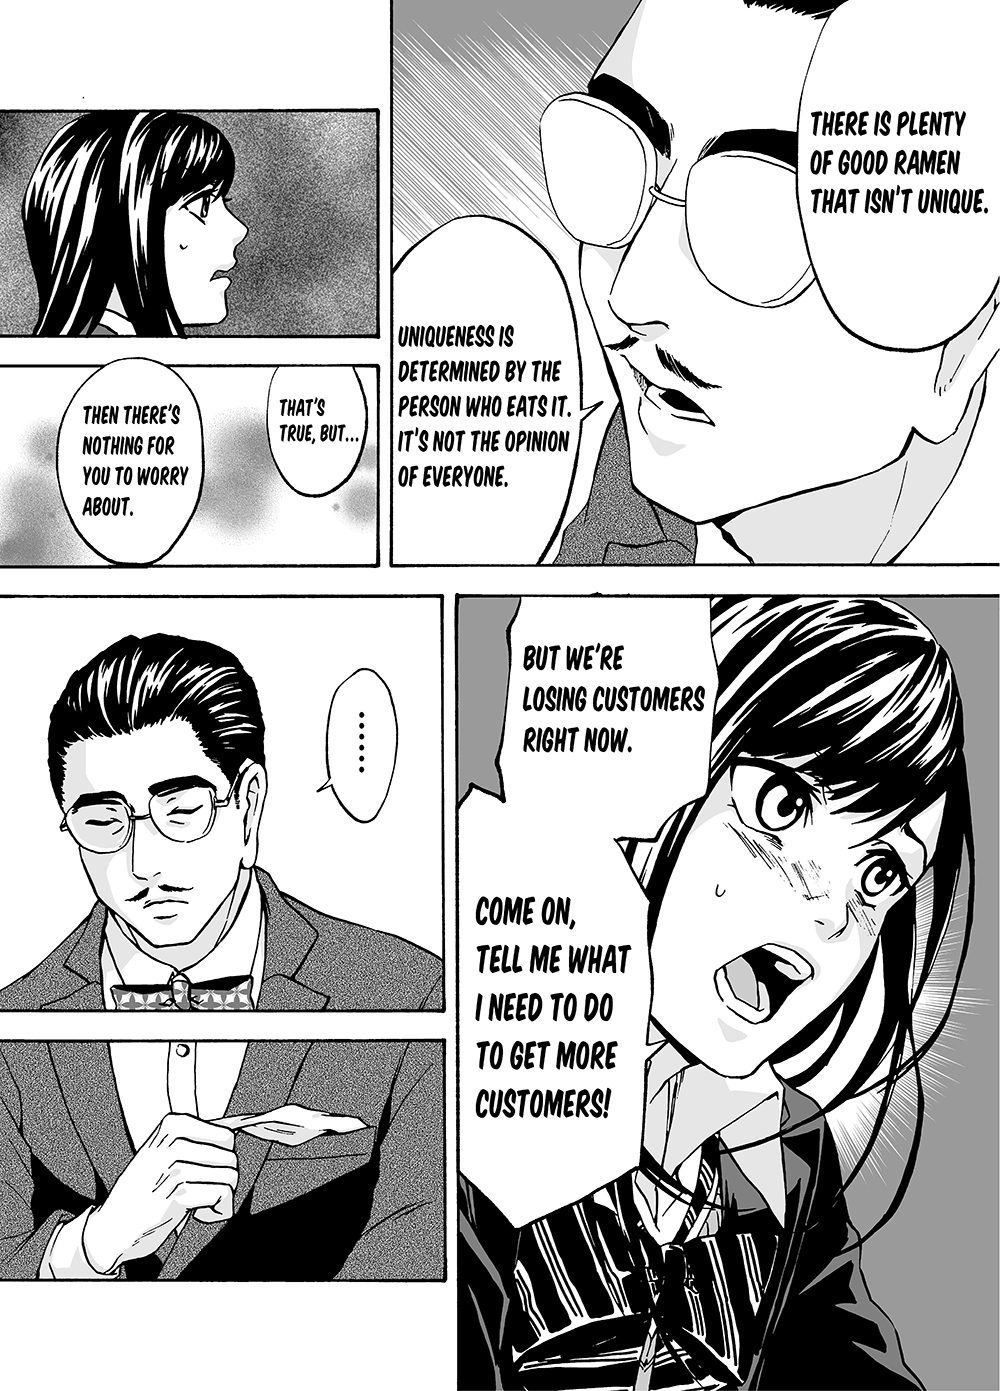 THERE IS PLENTY
OF GOOD RAMEN
THAT ISN'T UNIQUE.
UNIQUENESS IS
DETERMINED BY THE
PERSON WHO EATS IT.
IT'S NOT THE OPINION
OF EVERYONE.
THAT'S
TRUE, BUT...
THEN THERE'S
NOTHING FOR
YOU TO WORRY
ABOUT.
BUT WE'RE
LOSING CUSTOMERS
RIGHT NOW.
COME ON,
TELL ME WHAT
I NEED TO DO
TO GET MORE
CUSTOMERS!
......